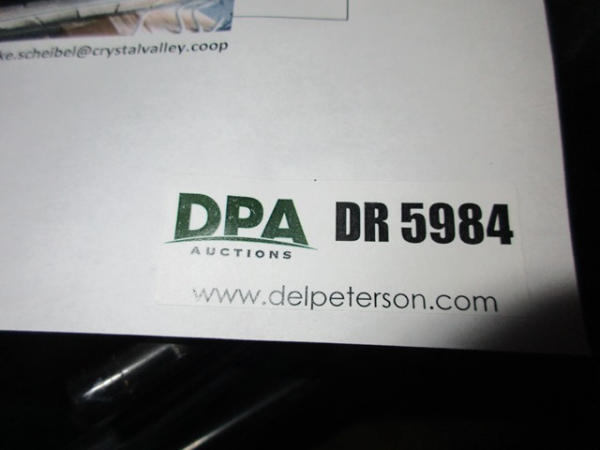 ke.scheibel@crystalvalley.coop
DPA DR 5984
AUCTIONS
www.delpeterson.com